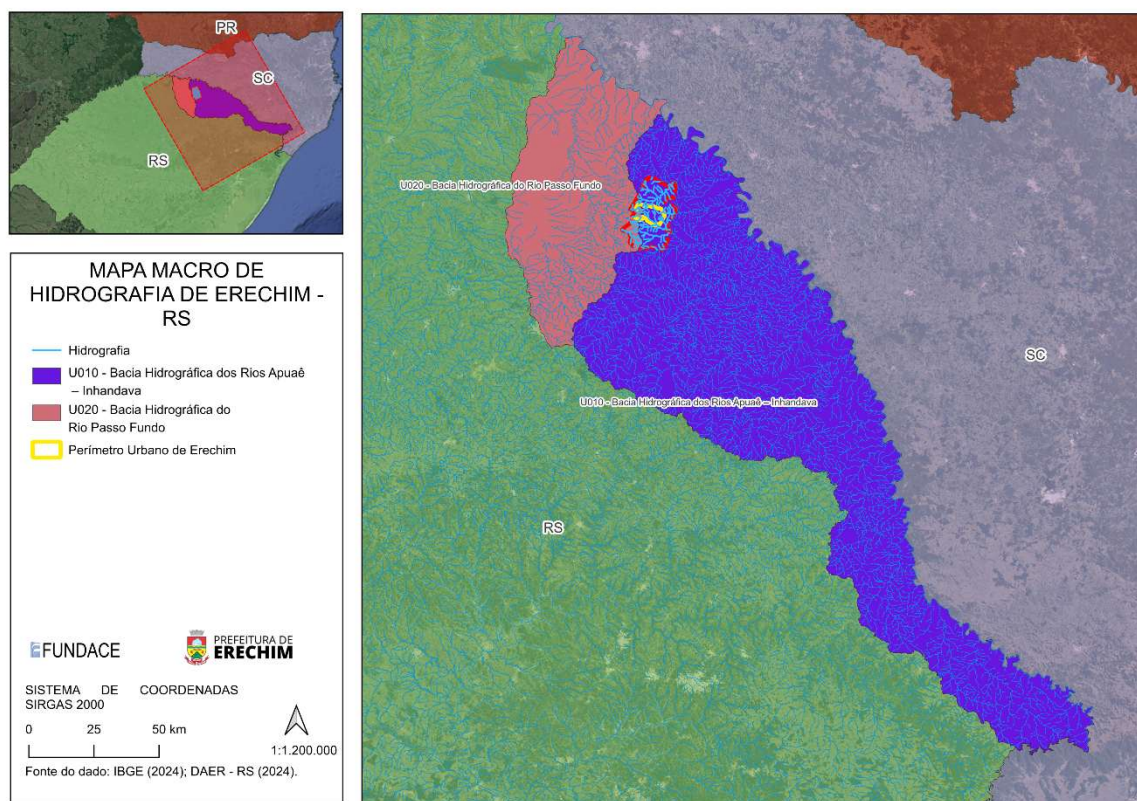 PR
SC
RS
MAPA MACRO DE
HIDROGRAFIA DE ERECHIM -
RS
Hidrografia
U010 - Bacia Hidrográfica dos Rios Apuaê
– Inhandava
U020 - Bacia Hidrográfica do
Rio Passo Fundo
Perímetro Urbano de Erechim
FUNDACE
PREFEITURA DE
ERECHIM
SISTEMA DE COORDENADAS
SIRGAS 2000
0 25 50 km
1:1.200.000
Fonte do dado: IBGE (2024); DAER - RS (2024).
U020 - Bacia Hidrográfica do Rio Passo Fundo
SC
U010 - Bacia Hidrográfica dos Rios Apuaê – Inhandava
RS